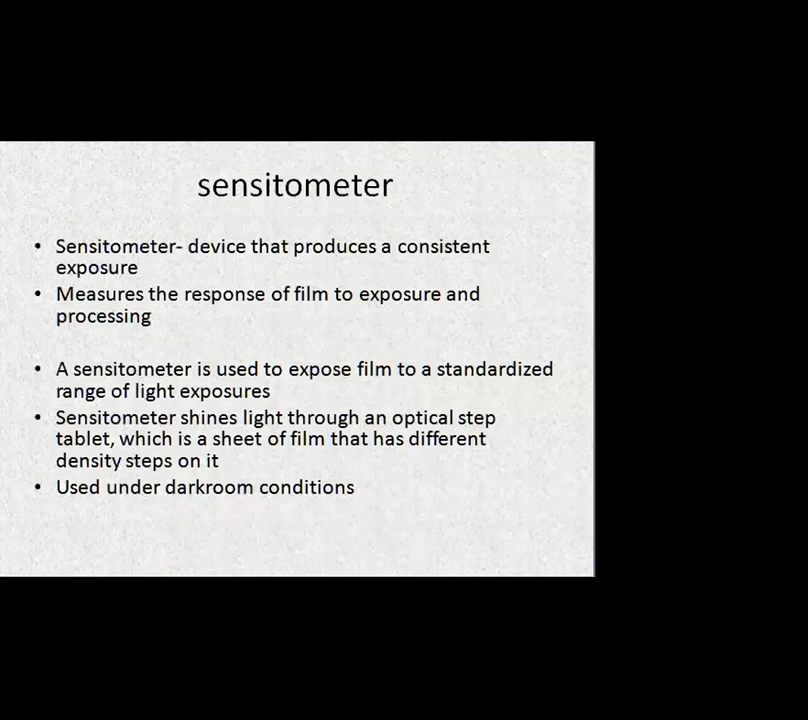 sensitometer
• Sensitometer- device that produces a consistent
exposure
• Measures the response of film to exposure and
processing
• A sensitometer is used to expose film to a standardized
range of light exposures
• Sensitometer shines light through an optical step
tablet, which is a sheet of film that has different
density steps on it
• Used under darkroom conditions